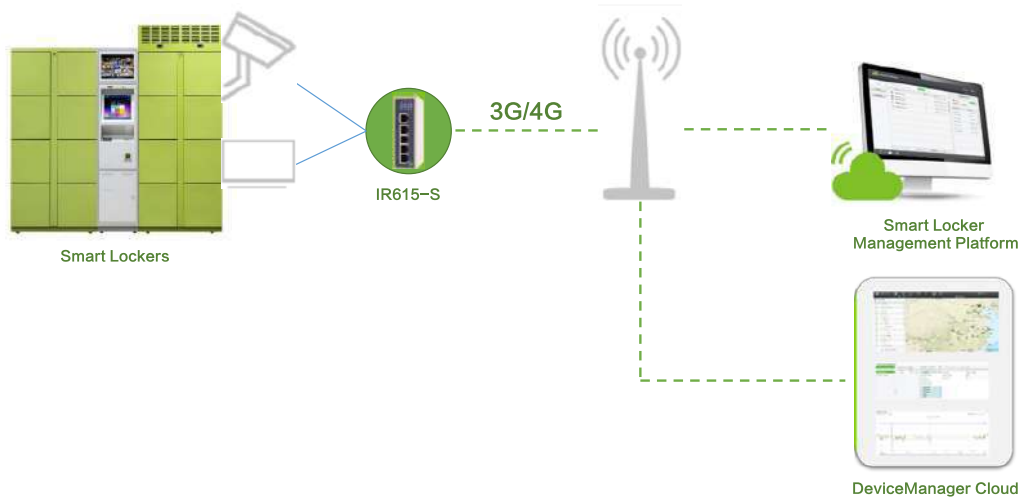 3G/4G
IR615-S
Smart Lockers
Smart Locker
Management Platform
DeviceManager Cloud